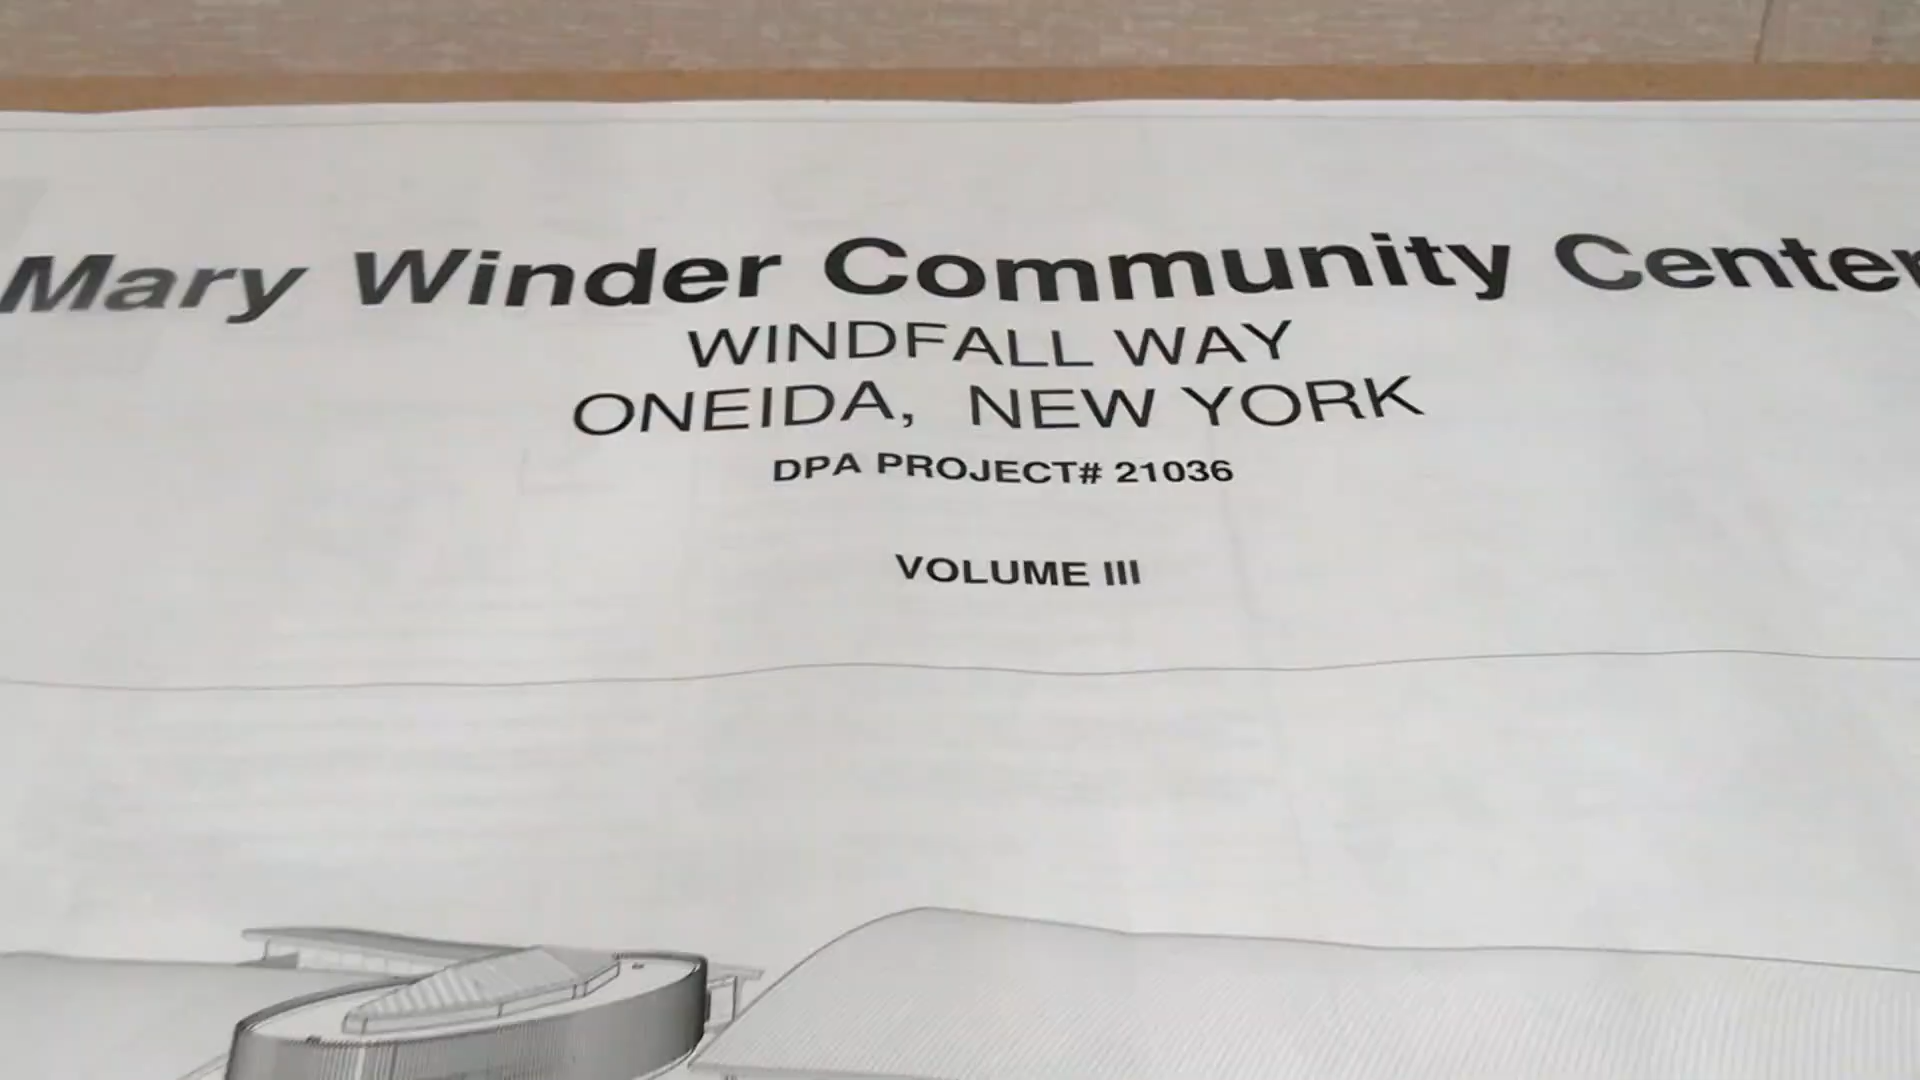 Mary Winder Community Center
WINDFALL WAY
ONEIDA, NEW YORK
DPA PROJECT# 21036
VOLUME III